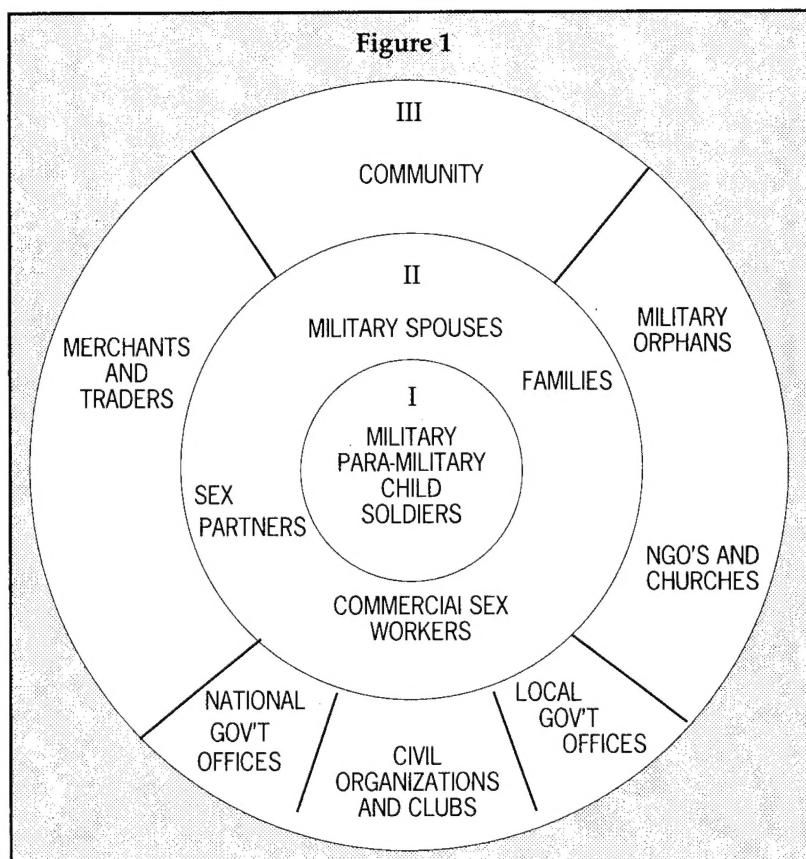 Figure 1
III
COMMUNITY
II
MILITARY SPOUSES
MERCHANTS
AND
TRADERS
MILITARY
ORPHANS
FAMILIES
I
MILITARY
PARA-MILITARY
CHILD
SOLDIERS
SEX
PARTNERS
NGO'S AND
CHURCHES
COMMERCIAl SEX
WORKERS
NATIONAL
GOV'T
OFFICES
CIVIL
ORGANIZATIONS
AND CLUBS
LOCAL
GOV'T
OFFICES